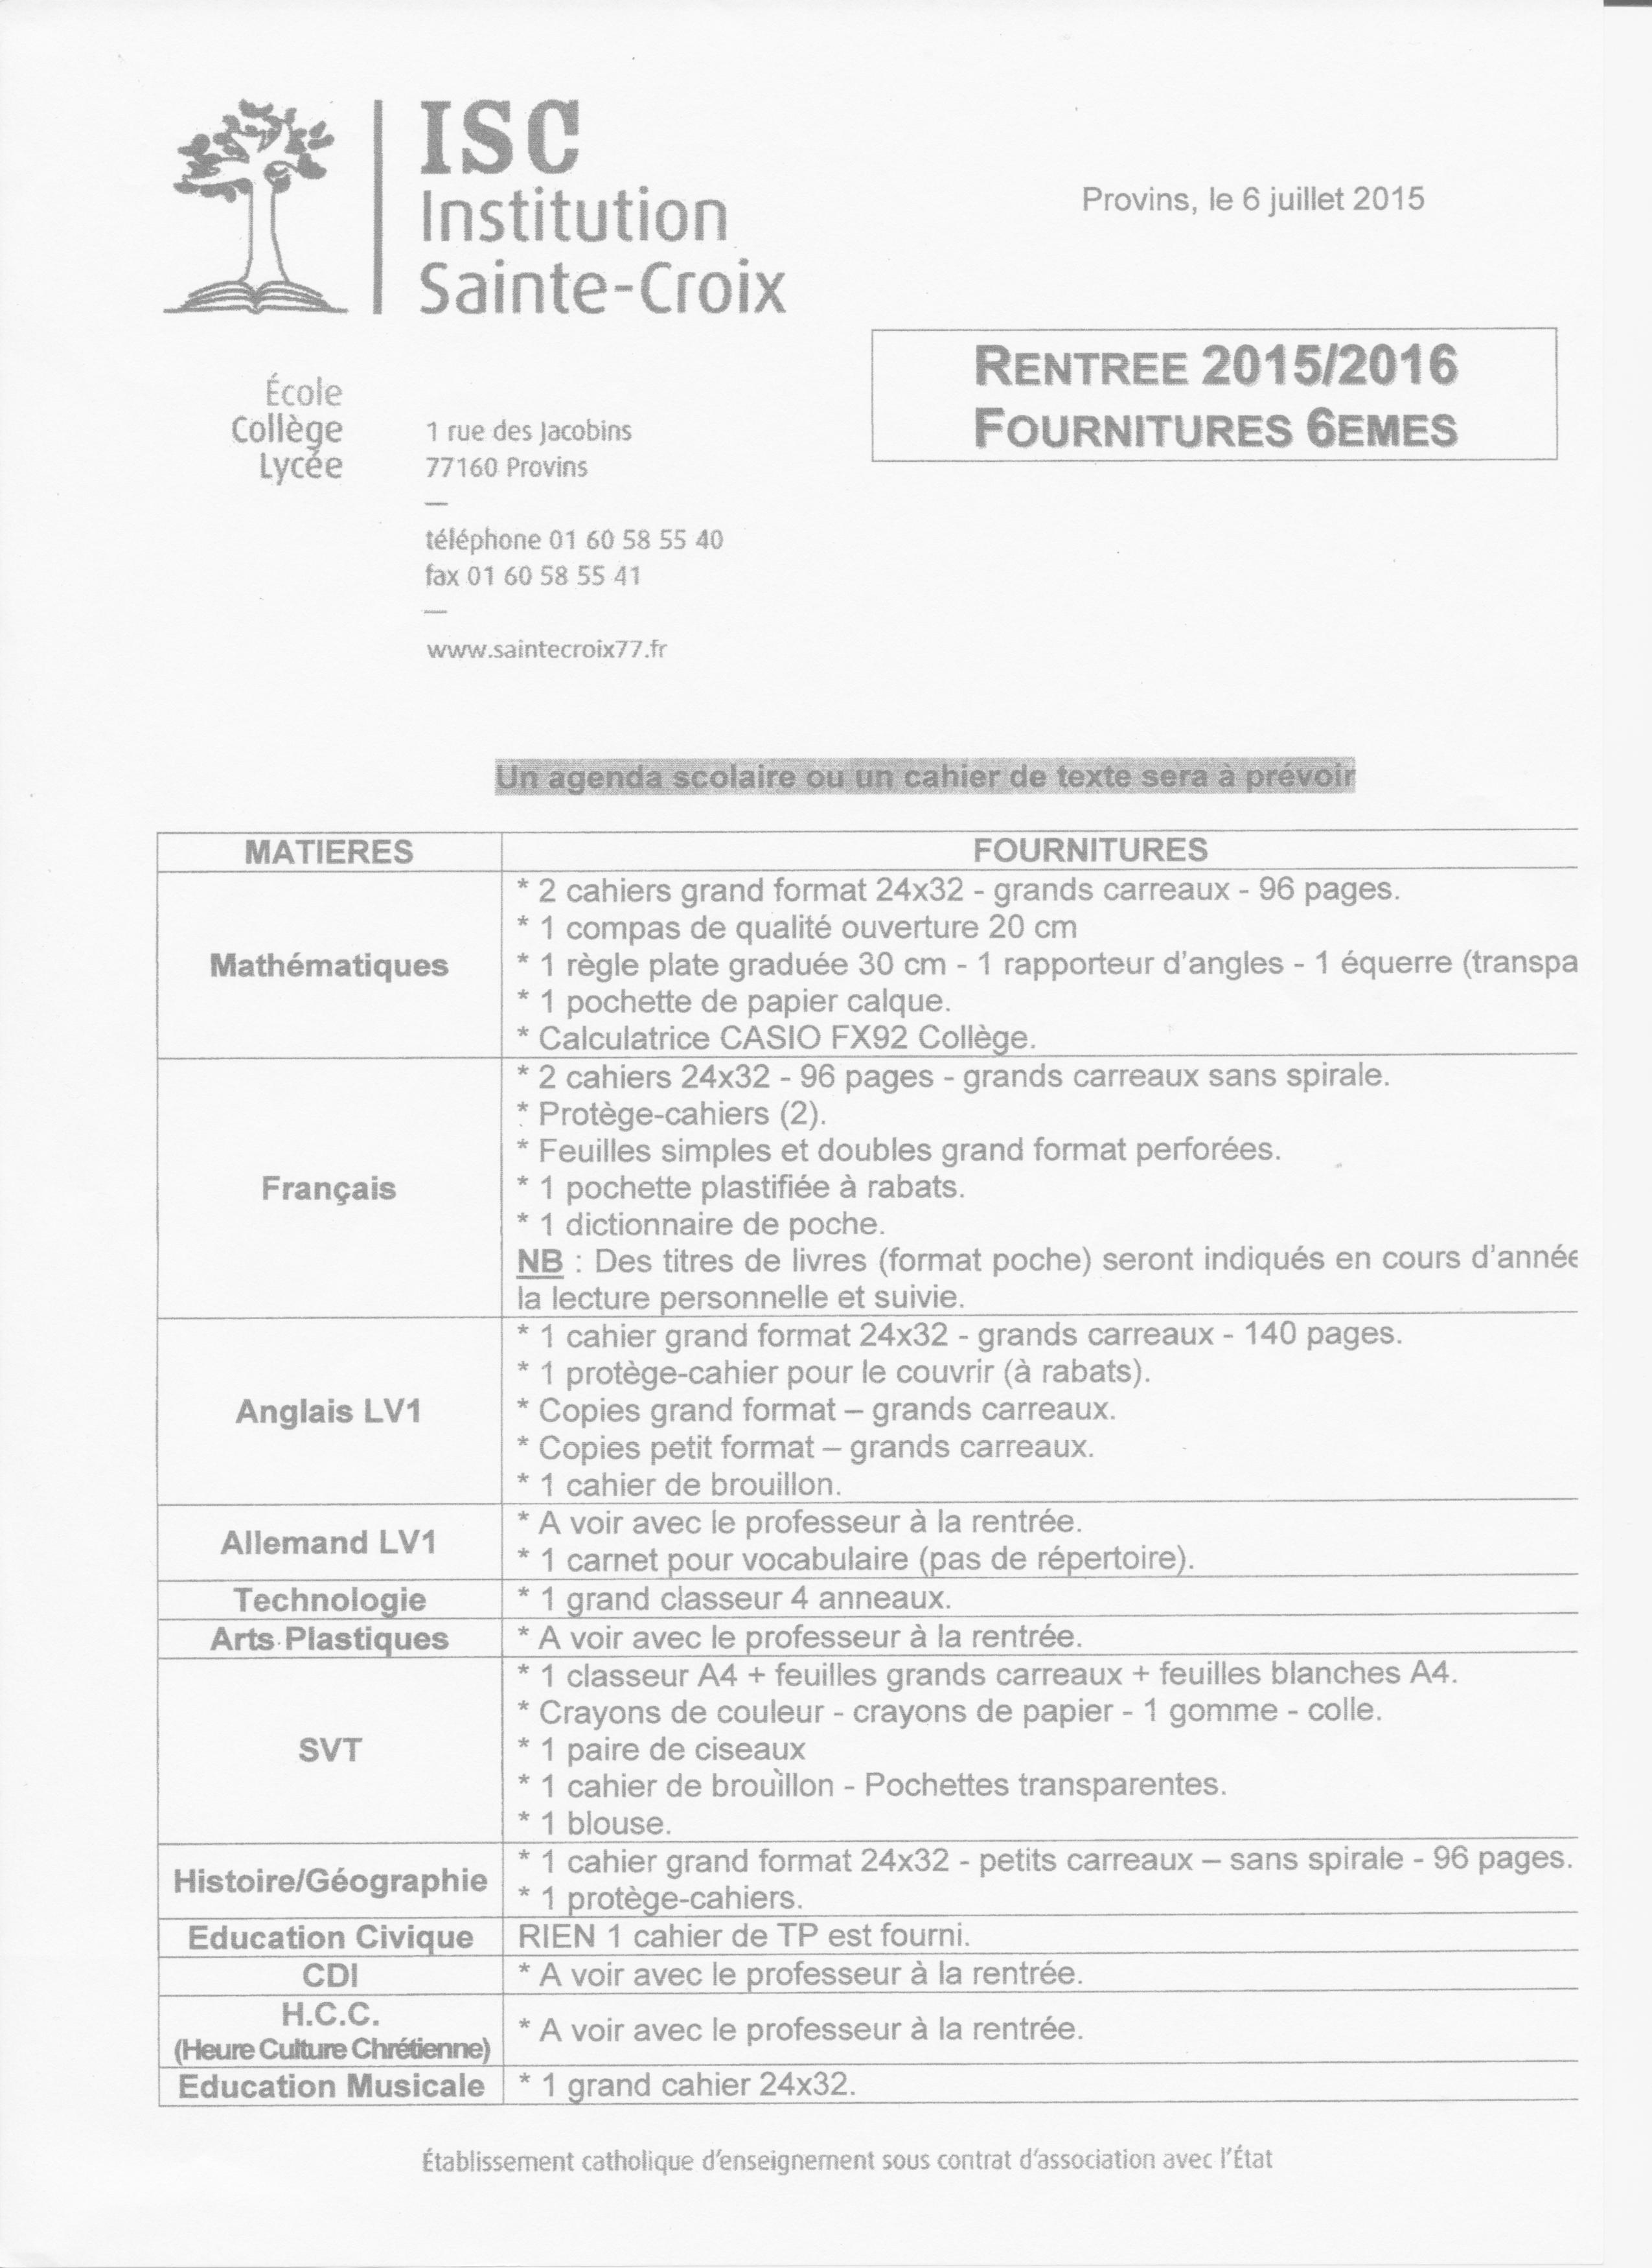 ISC
Institution
Sainte-Croix
Provins, le 6 juillet 2015
RENTREE 2015/2016
FOURNITURES 6EMES
École
Collège
Lycée
1 rue des Jacobins
77160 Provins
—
téléphone 01 60 58 55 40
fax 01 60 58 55 41
—
www.saintecroix77.fr
Un agenda scolaire ou un cahier de texte sera à prévoir
MATIERES
FOURNITURES
Mathématiques
* 2 cahiers grand format 24x32 - grands carreaux - 96 pages.
* 1 compas de qualité ouverture 20 cm
* 1 règle plate graduée 30 cm - 1 rapporteur d'angles - 1 équerre (transpa
* 1 pochette de papier calque.
* Calculatrice CASIO FX92 Collège.
Français
* 2 cahiers 24x32 - 96 pages - grands carreaux sans spirale.
* Protège-cahiers (2).
* Feuilles simples et doubles grand format perforées.
* 1 pochette plastifiée à rabats.
* 1 dictionnaire de poche.
NB : Des titres de livres (format poche) seront indiqués en cours d'année
la lecture personnelle et suivie.
Anglais LV1
* 1 cahier grand format 24x32 - grands carreaux - 140 pages.
* 1 protège-cahier pour le couvrir (à rabats).
* Copies grand format – grands carreaux.
* Copies petit format – grands carreaux.
* 1 cahier de brouillon.
Allemand LV1
* A voir avec le professeur à la rentrée.
* 1 carnet pour vocabulaire (pas de répertoire).
Technologie
* 1 grand classeur 4 anneaux.
Arts Plastiques
* A voir avec le professeur à la rentrée.
SVT
* 1 classeur A4 + feuilles grands carreaux + feuilles blanches A4.
* Crayons de couleur - crayons de papier - 1 gomme - colle.
* 1 paire de ciseaux
* 1 cahier de brouillon - Pochettes transparentes.
* 1 blouse.
Histoire/Géographie
* 1 cahier grand format 24x32 - petits carreaux – sans spirale - 96 pages.
* 1 protège-cahiers.
Education Civique
RIEN 1 cahier de TP est fourni.
CDI
* A voir avec le professeur à la rentrée.
H.C.C.
(Heure Culture Chrétienne)
* A voir avec le professeur à la rentrée.
Education Musicale
* 1 grand cahier 24x32.
Établissement catholique d'enseignement sous contrat d'association avec l'État